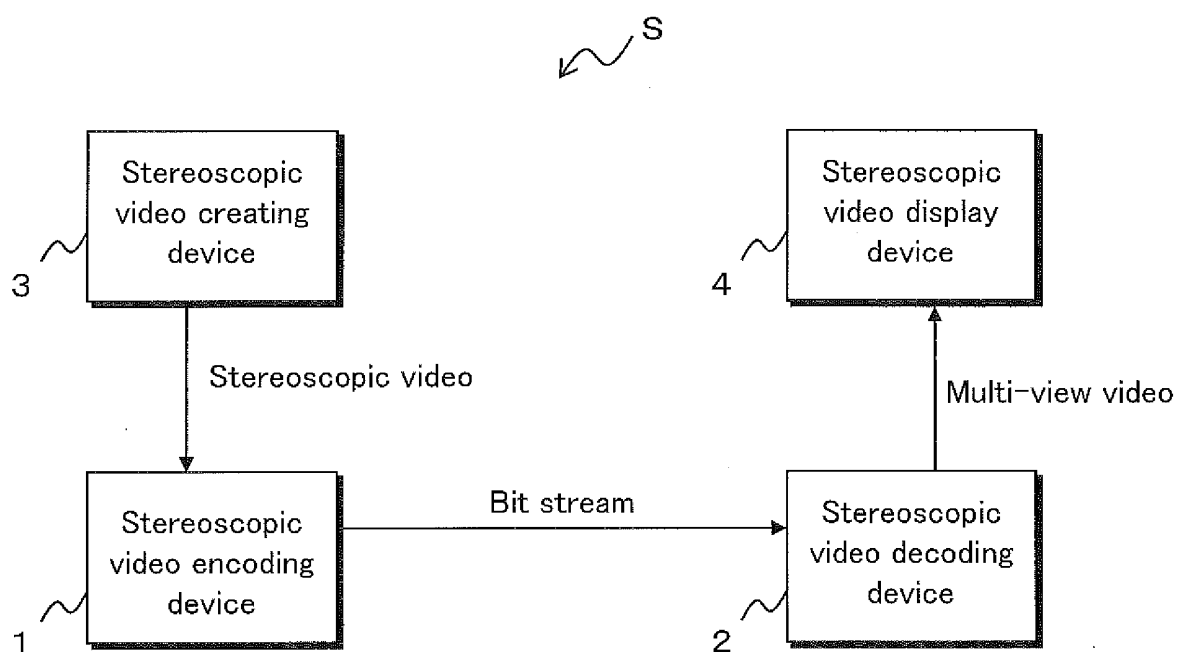 S
Stereoscopic
video creating
device
3
Stereoscopic
video display
device
4
Stereoscopic video
Multi-view video
Stereoscopic
video encoding
device
1
Bit stream
Stereoscopic
video decoding
device
2